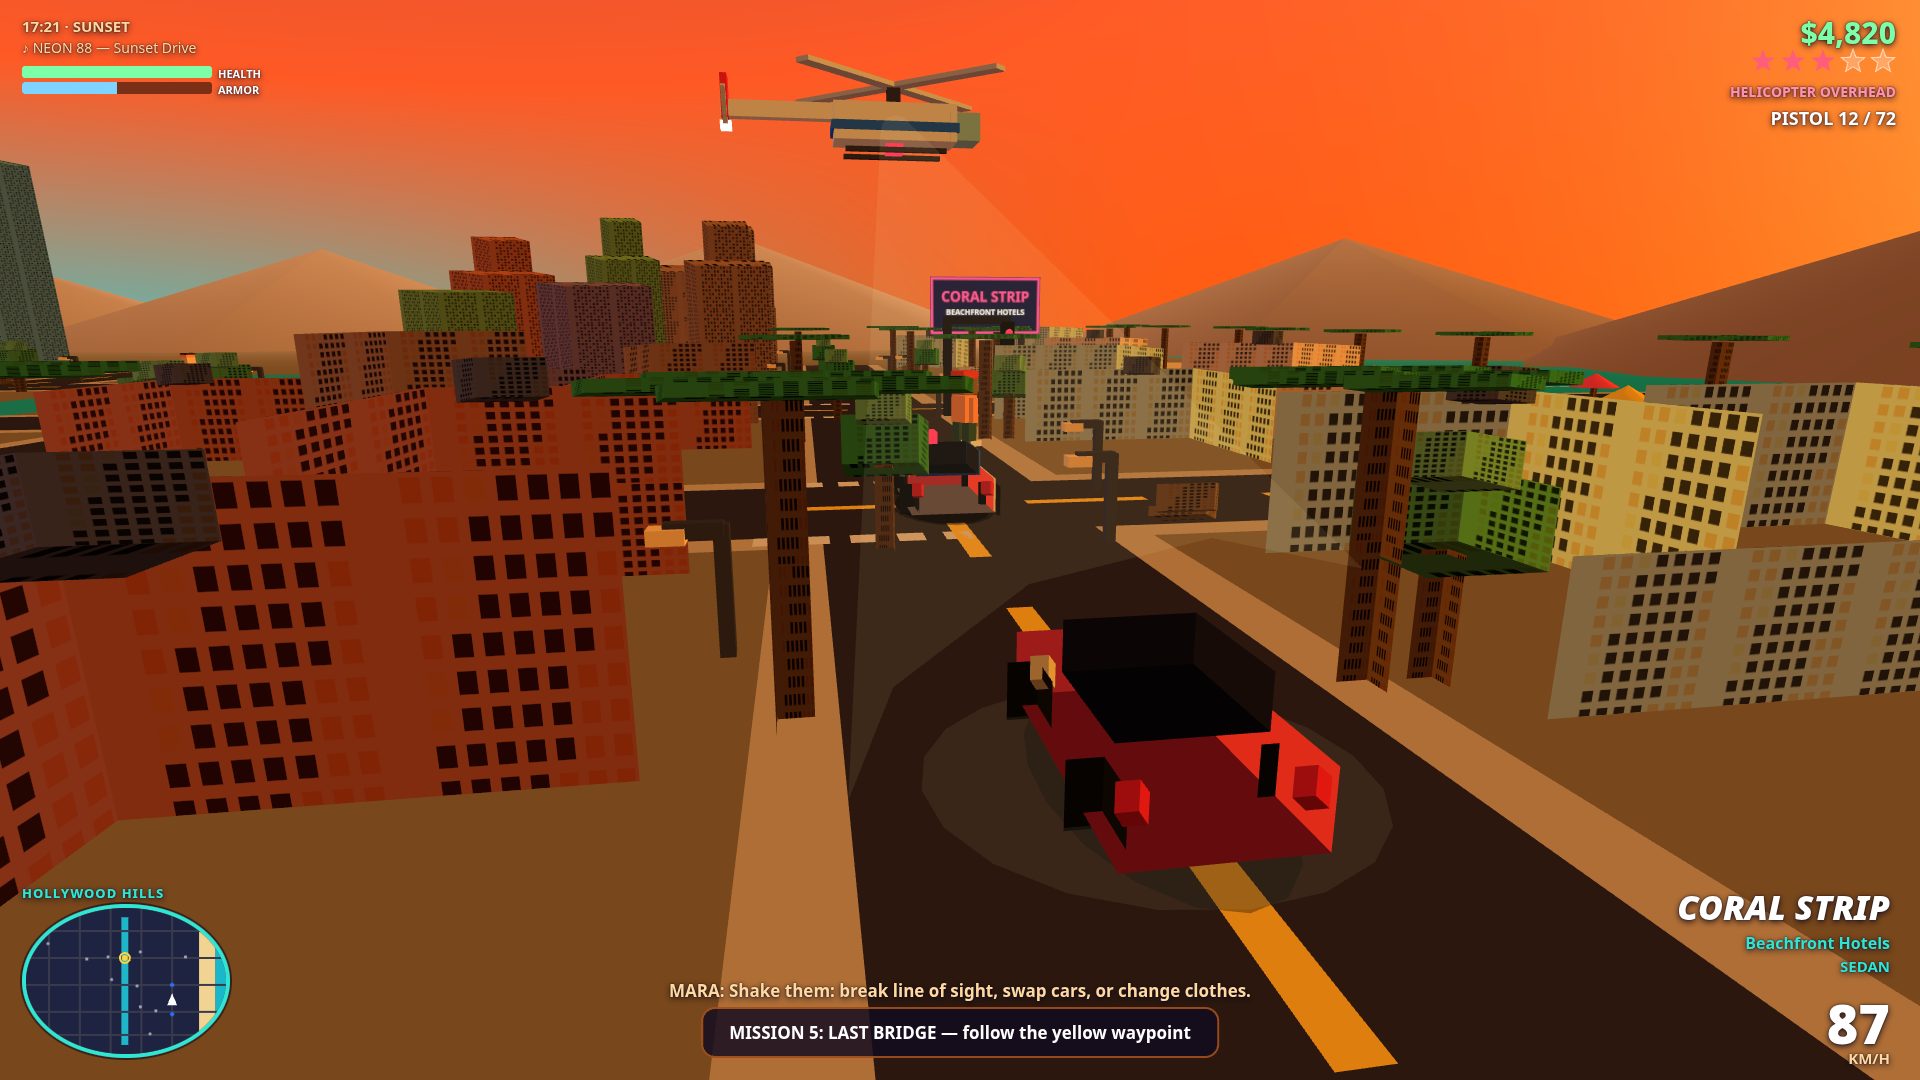 17:21 · SUNSET
♪ NEON 88 — Sunset Drive
HEALTH
ARMOR
$4,820
HELICOPTER OVERHEAD
PISTOL 12 / 72
CORAL STRIP
BEACHFRONT HOTELS
HOLLYWOOD HILLS
CORAL STRIP
Beachfront Hotels
SEDAN
87
KM/H
MARA: Shake them: break line of sight, swap cars, or change clothes.
MISSION 5: LAST BRIDGE — follow the yellow waypoint